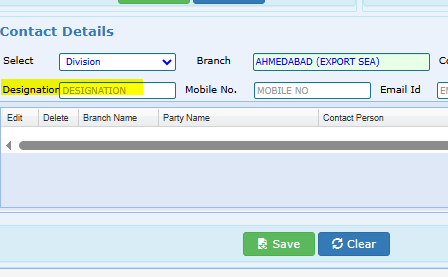 Contact Details
Select Division Branch AHMEDABAD (EXPORT SEA)
Designation DESIGNATION Mobile No. MOBILE NO Email Id
Edit Delete Branch Name Party Name Contact Person
Save Clear